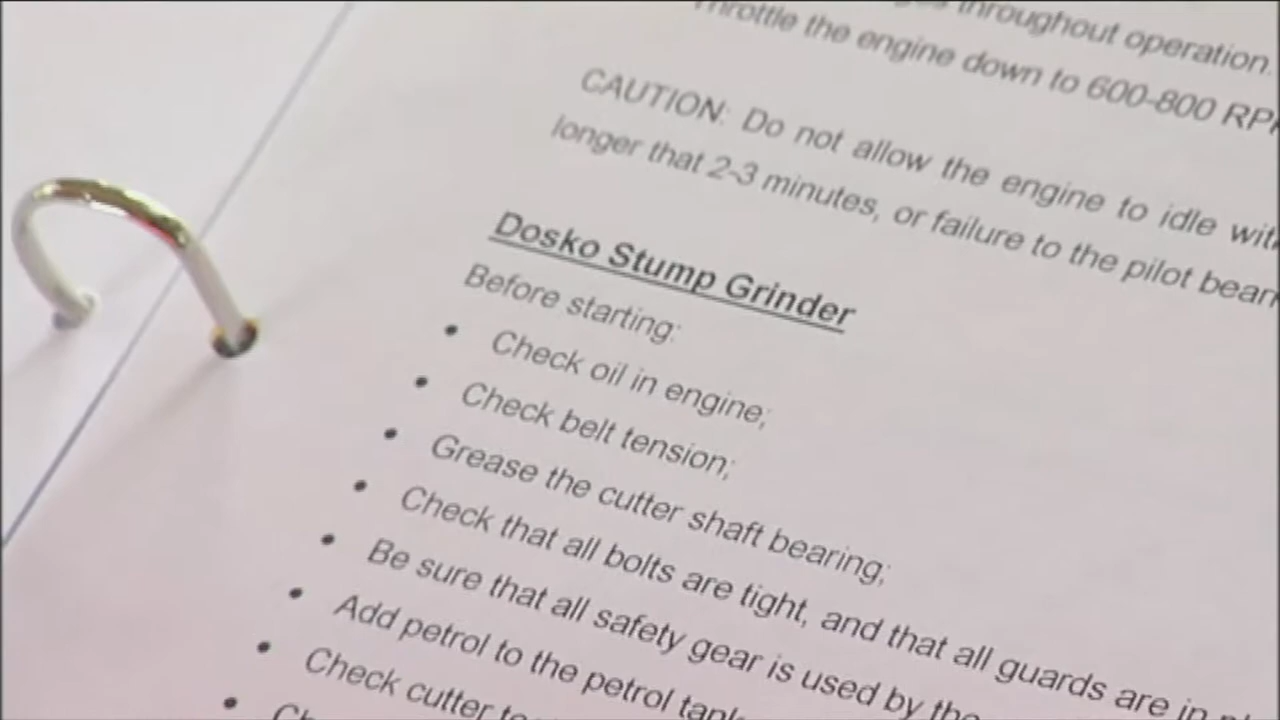 throughout operation.
Throttle the engine down to 600-800
CAUTION: Do not allow the engine to idle
longer that 2-3 minutes, or failure to the pilot
Dosko Stump Grinder
Before starting:
• Check oil in engine;
• Check belt tension;
• Grease the cutter shaft bearing;
• Check that all bolts are tight, and that all guards are in
• Be sure that all safety gear is used by the
• Add petrol to the petrol tank
• Check cutter
•